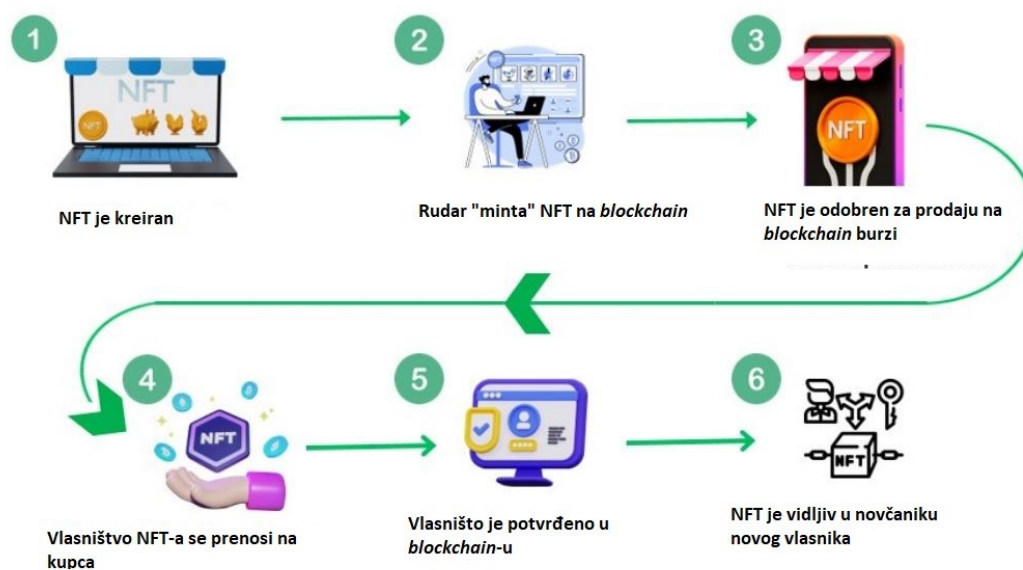 1
2
3
NFT
NFT
NFT
NFT
NFT je kreiran
Rudar "minta" NFT na blockchain
NFT je odobren za prodaju na
blockchain burzi
4
5
6
NFT
NFT
Vlasništvo NFT-a se prenosi na
kupca
Vlasništo je potvrđeno u
blockchain-u
NFT je vidljiv u novčaniku
novog vlasnika